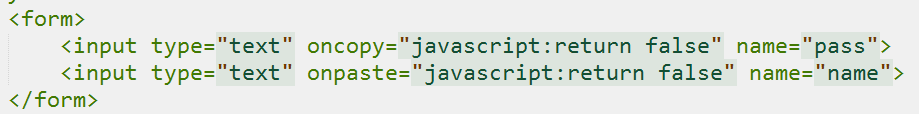 <form>
<input type="text" oncopy="javascript:return false" name="pass">
<input type="text" onpaste="javascript:return false" name="name">
</form>